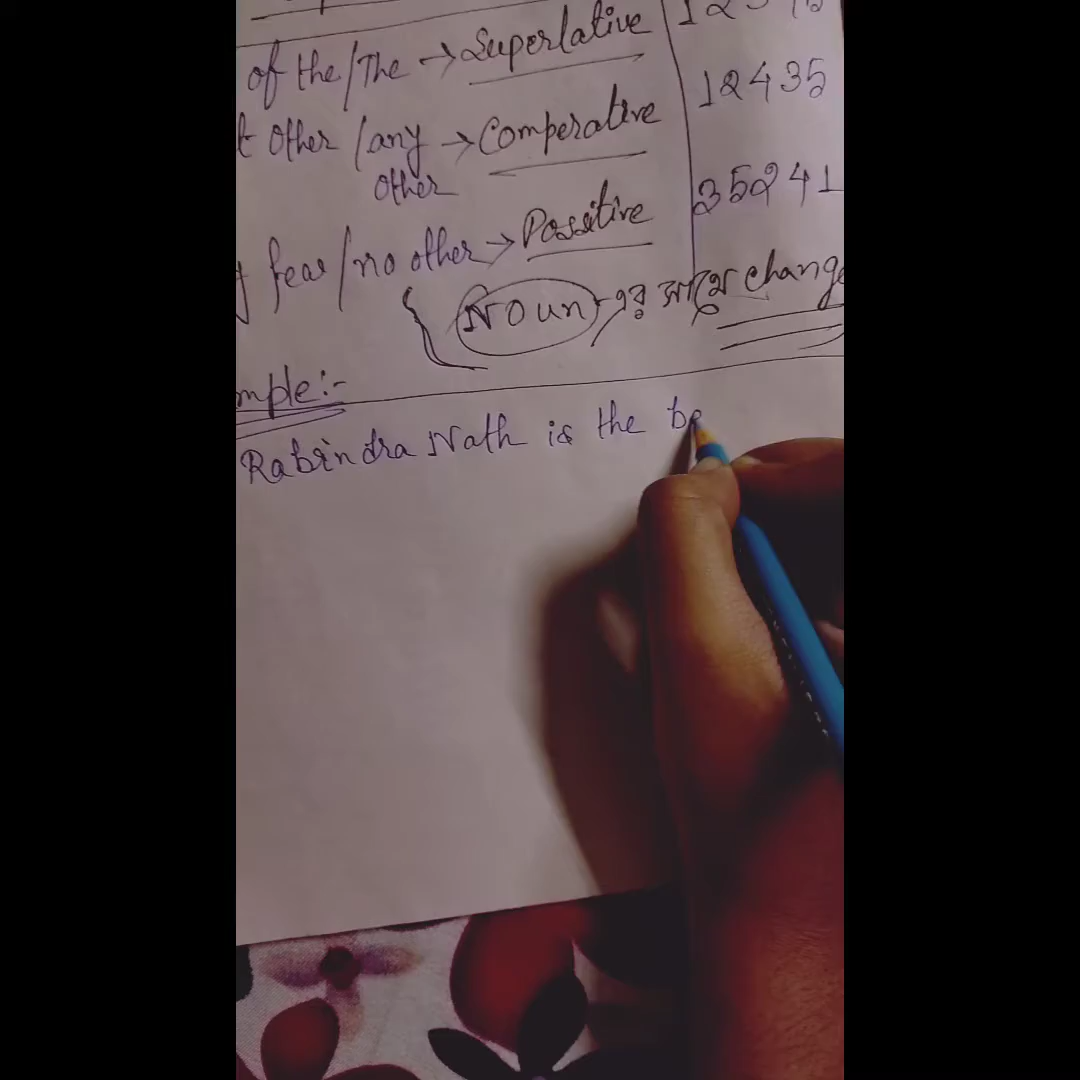 of the/The → Superlative
12435
other / any other → Comperative
fear/no other → Possitive
35241
Noun এর সাথে change
mple:-
Rabindra Nath is the be